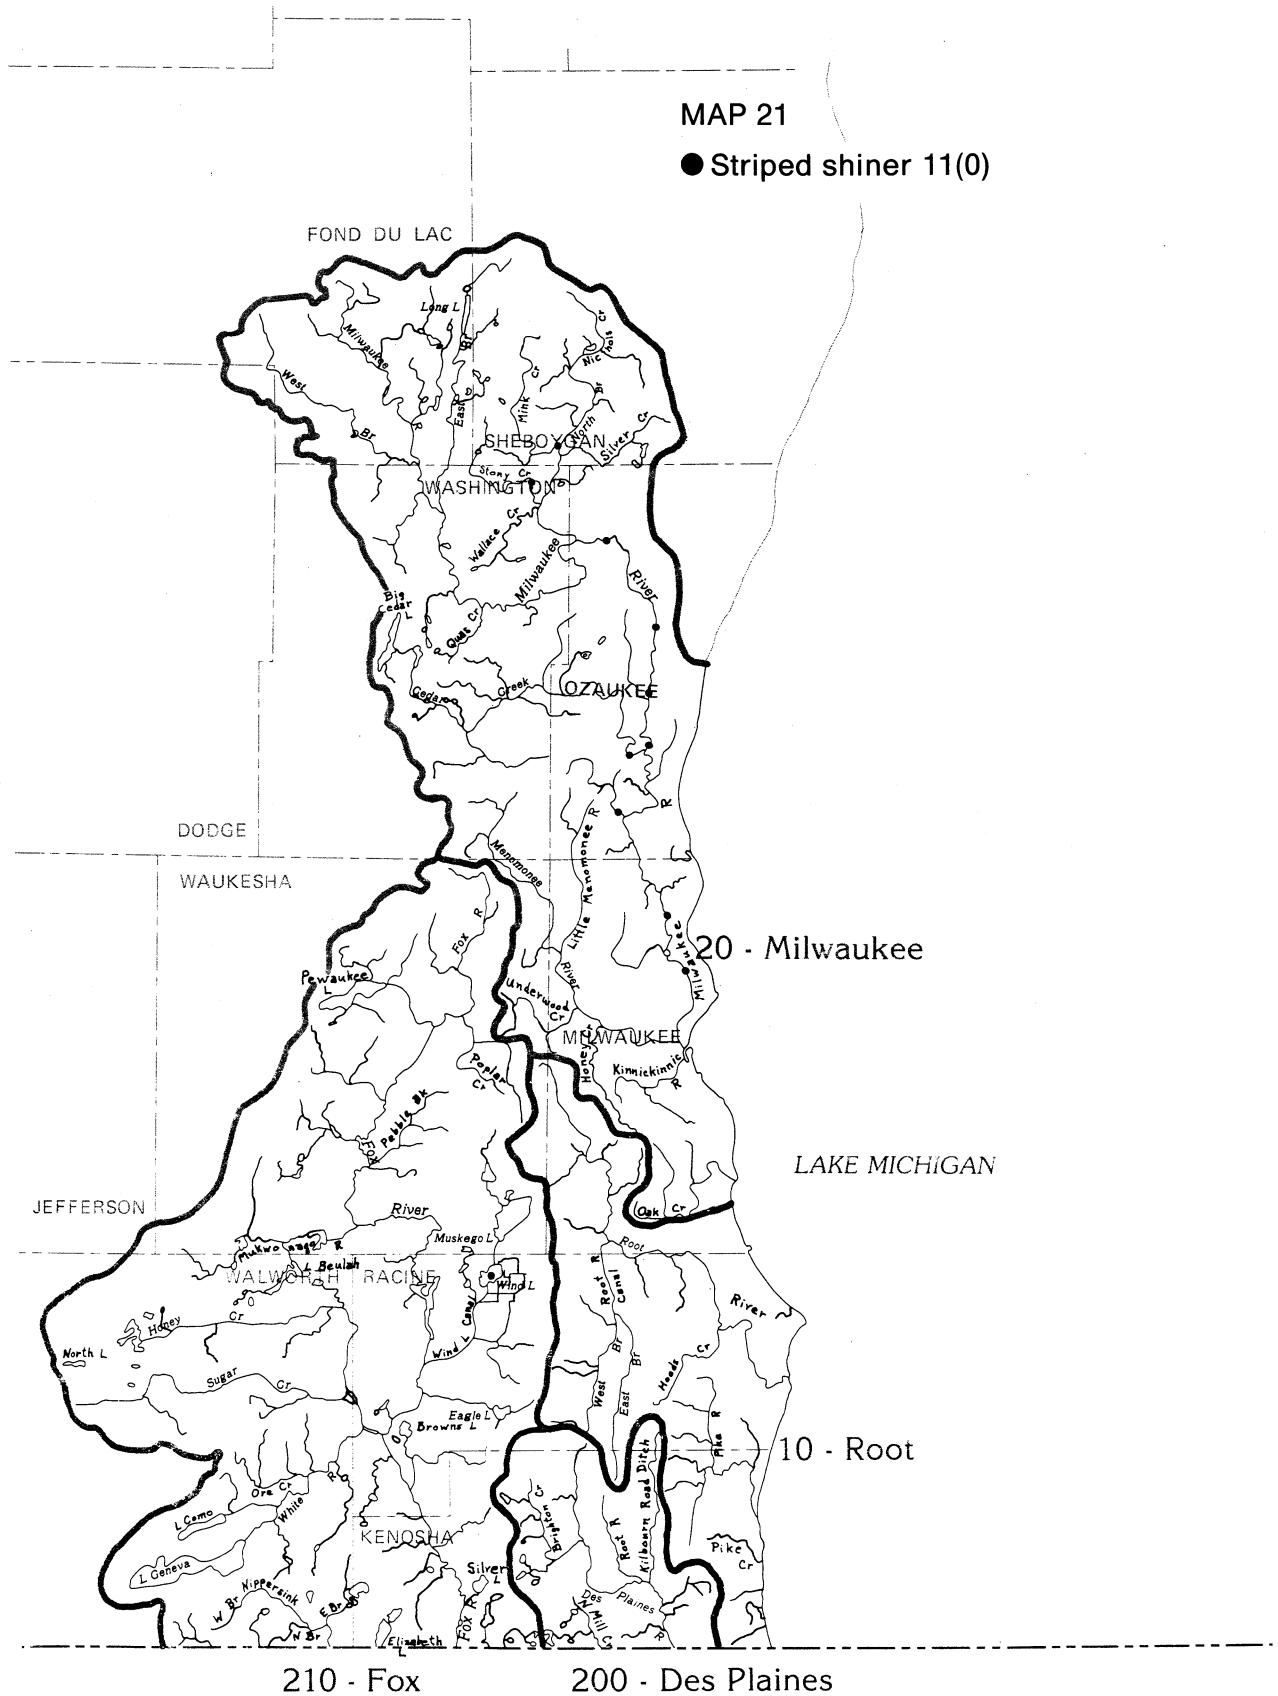 MAP 21
● Striped shiner 11(0)
FOND DU LAC
Long L
Milwaukee
R
East
Br
West
Br
Mink
Cr
Nichols
Cr
North
Br
Silver
Cr
SHEBOYGAN
Stony Cr
WASHINGTON
Wallace
Cr
Milwaukee
River
Big
Cedar
L
Quas Cr
Cedar
Creek
OZAUKEE
R
DODGE
WAUKESHA
Menomonee
Little Menomonee R
River
Fox
R
Milwaukee
20 - Milwaukee
Pewaukee
L
Underwood
Cr
MILWAUKEE
Honey
Kinnickinnic
R
Poplar
Cr
Pebble Bk
Fox
LAKE MICHIGAN
JEFFERSON
River
Oak Cr
Muskego L
Root
Mukwonago R
L Beulah
WALWORTH
RACINE
Wind L
Wind L Canal
Root R
Canal
River
Honey
Cr
North L
Sugar
Cr
West
Br
East
Br
Hoods
Cr
Eagle L
Browns L
Pike
R
10 - Root
Ore Cr
White
R
L Como
L Geneva
KENOSHA
Brighton
Cr
Root R
Kilbourn Road Ditch
Pike
Cr
Silver
L
Nippersink
W Br
E Br
N Br
Elizabeth
L
Fox R
Des Plaines
R
Mill
210 - Fox
200 - Des Plaines